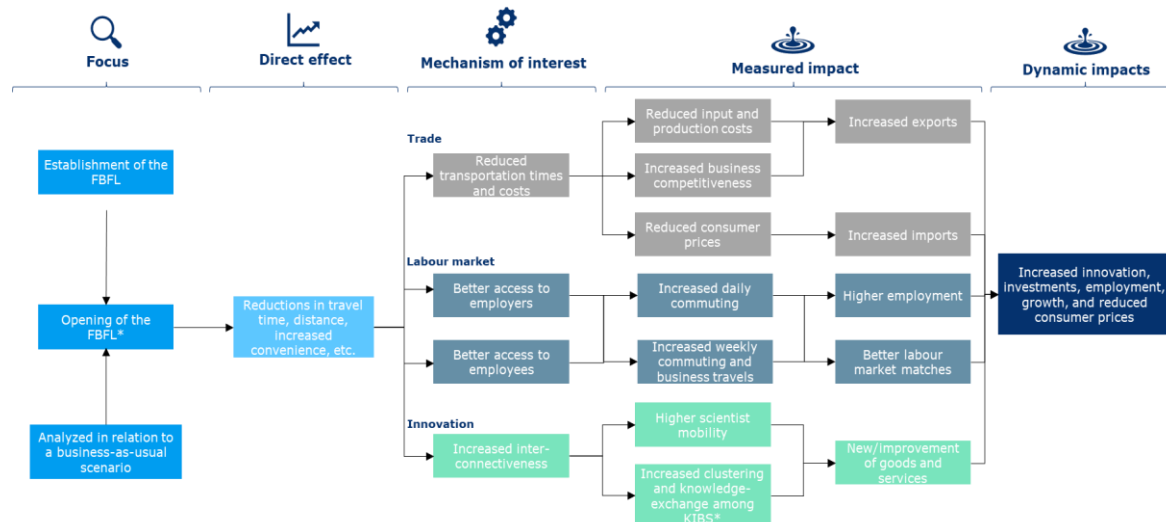 Focus
Direct effect
Mechanism of interest
Measured impact
Dynamic impacts
Establishment of the
FBFL
Opening of the
FBFL*
Analyzed in relation to
a business-as-usual
scenario
Reductions in travel
time, distance,
increased
convenience, etc.
Trade
Reduced
transportation times
and costs
Reduced input and
production costs
Increased business
competitiveness
Reduced consumer
prices
Increased exports
Increased imports
Labour market
Better access to
employers
Better access to
employees
Increased daily
commuting
Increased weekly
commuting and
business travels
Higher employment
Better labour
market matches
Innovation
Increased inter-
connectiveness
Higher scientist
mobility
Increased clustering
and knowledge-
exchange among
KIBS*
New/improvement
of goods and
services
Increased innovation,
investments, employment,
growth, and reduced
consumer prices